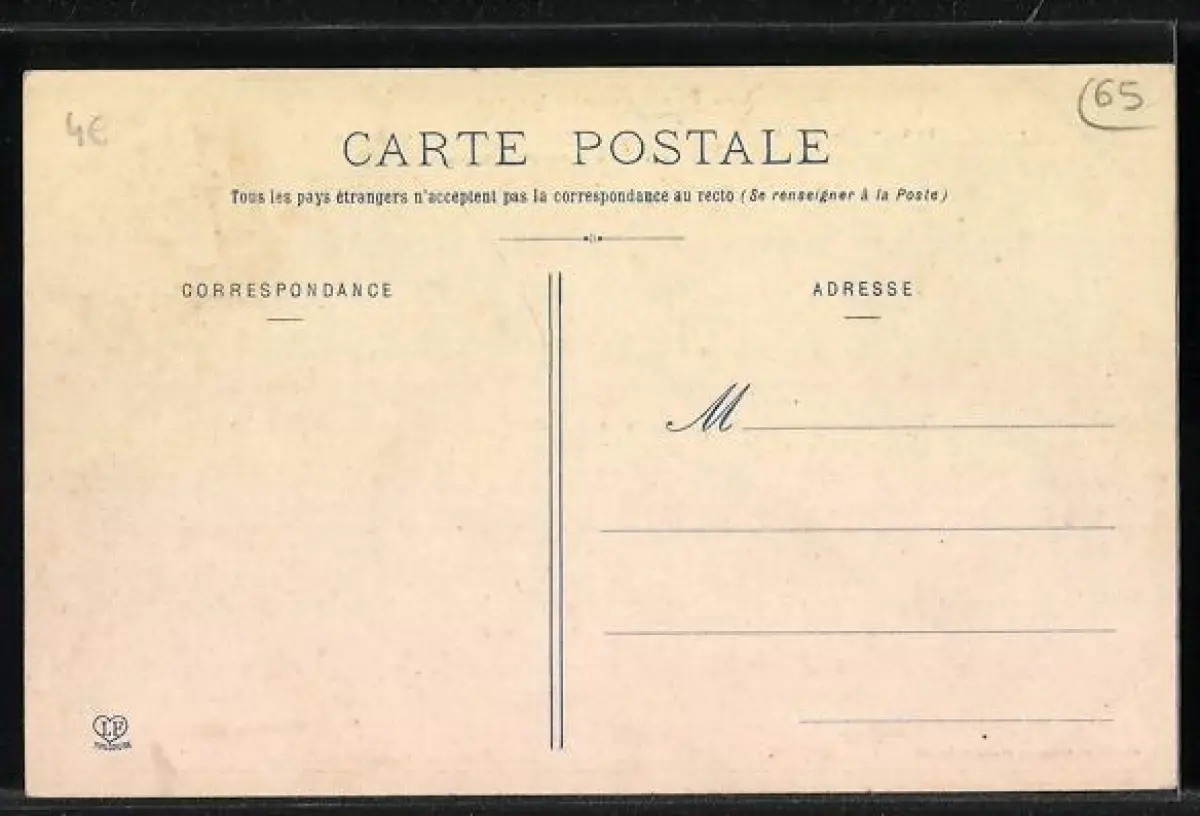 4€
(65
CARTE POSTALE
Tous les pays étrangers n'acceptent pas la correspondance au recto (Se renseigner à la Poste)
CORRESPONDANCE
ADRESSE
M
LF